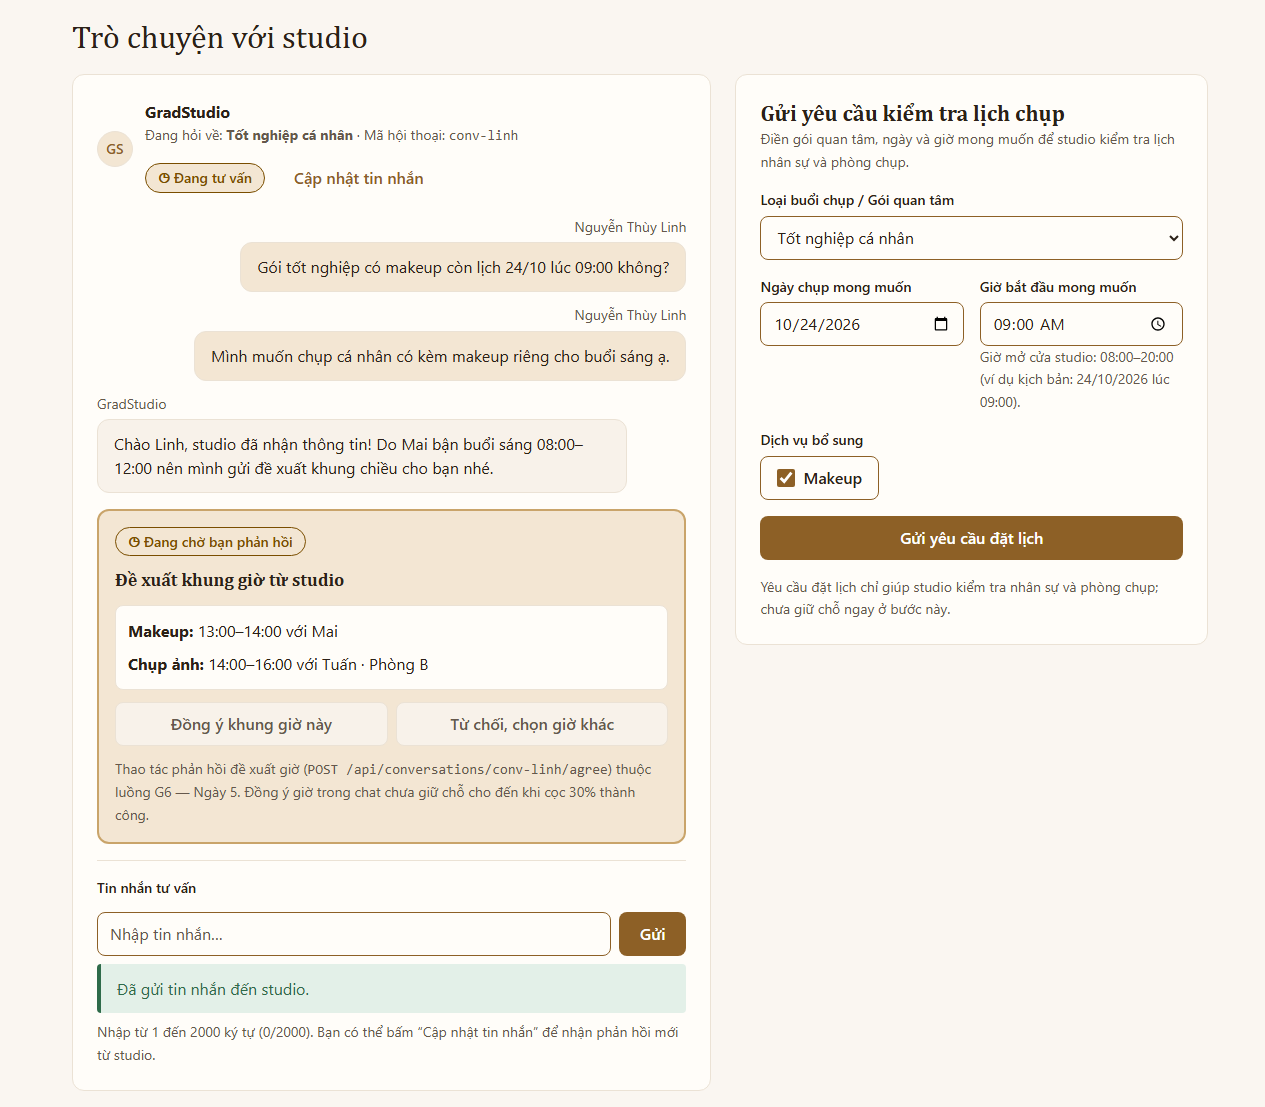 Trò chuyện với studio
GS
GradStudio
Đang hỏi về: Tốt nghiệp cá nhân · Mã hội thoại: conv-linh
Đang tư vấn
Cập nhật tin nhắn
Nguyễn Thùy Linh
Gói tốt nghiệp có makeup còn lịch 24/10 lúc 09:00 không?
Nguyễn Thùy Linh
Mình muốn chụp cá nhân có kèm makeup riêng cho buổi sáng ạ.
GradStudio
Chào Linh, studio đã nhận thông tin! Do Mai bận buổi sáng 08:00–
12:00 nên mình gửi đề xuất khung chiều cho bạn nhé.
Đang chờ bạn phản hồi
Đề xuất khung giờ từ studio
Makeup: 13:00–14:00 với Mai
Chụp ảnh: 14:00–16:00 với Tuấn · Phòng B
Đồng ý khung giờ này
Từ chối, chọn giờ khác
Thao tác phản hồi đề xuất giờ (POST /api/conversations/conv-linh/agree) thuộc
luồng G6 — Ngày 5. Đồng ý giờ trong chat chưa giữ chỗ cho đến khi cọc 30% thành
công.
Tin nhắn tư vấn
Nhập tin nhắn...
Gửi
Đã gửi tin nhắn đến studio.
Nhập từ 1 đến 2000 ký tự (0/2000). Bạn có thể bấm “Cập nhật tin nhắn” để nhận phản hồi mới
từ studio.
Gửi yêu cầu kiểm tra lịch chụp
Điền gói quan tâm, ngày và giờ mong muốn để studio kiểm tra lịch
nhân sự và phòng chụp.
Loại buổi chụp / Gói quan tâm
Tốt nghiệp cá nhân
Ngày chụp mong muốn
10/24/2026
Giờ bắt đầu mong muốn
09:00 AM
Giờ mở cửa studio: 08:00–20:00
(ví dụ kịch bản: 24/10/2026 lúc
09:00).
Dịch vụ bổ sung
Makeup
Gửi yêu cầu đặt lịch
Yêu cầu đặt lịch chỉ giúp studio kiểm tra nhân sự và phòng chụp;
chưa giữ chỗ ngay ở bước này.